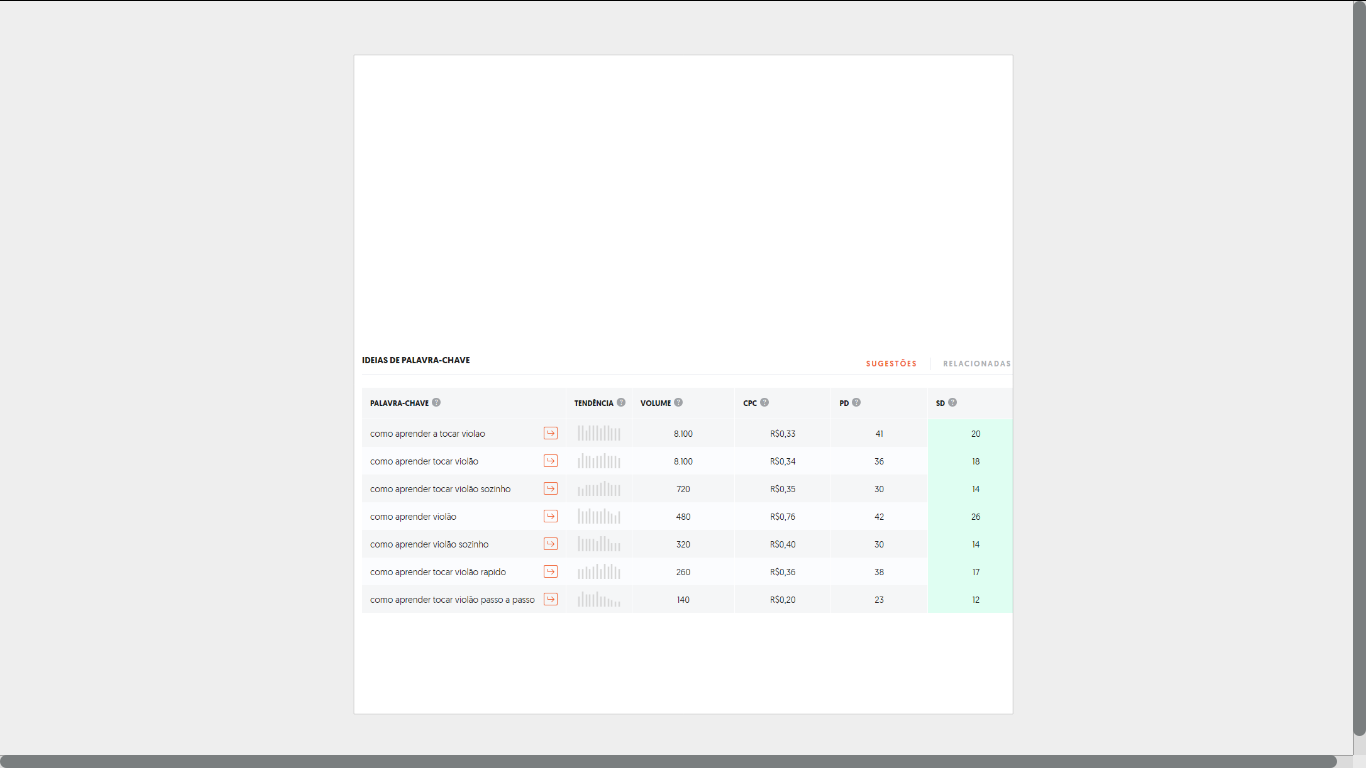 IDEIAS DE PALAVRA-CHAVE
SUGESTÕES RELACIONADAS
PALAVRA-CHAVE ? TENDÊNCIA ? VOLUME ? CPC ? PD ? SD ?
como aprender a tocar violao 8.100 R$0,33 41 20
como aprender tocar violão 8.100 R$0,34 36 18
como aprender tocar violão sozinho 720 R$0,35 30 14
como aprender violão 480 R$0,76 42 26
como aprender violão sozinho 320 R$0,40 30 14
como aprender tocar violão rapido 260 R$0,36 38 17
como aprender tocar violão passo a passo 140 R$0,20 23 12